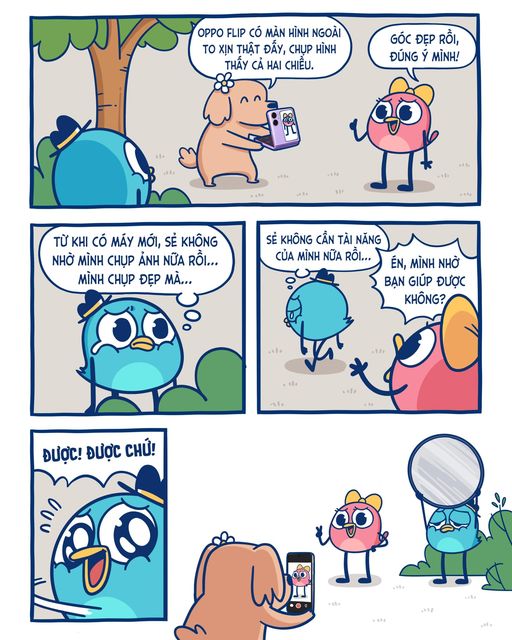 OPPO FLIP CÓ MÀN HÌNH NGOÀI
TO XỊN THẬT ĐẤY, CHỤP HÌNH
THẤY CẢ HAI CHIỀU.
GÓC ĐẸP RỒI,
ĐÚNG Ý MÌNH!
TỪ KHI CÓ MÁY MỚI, SẺ KHÔNG
NHỜ MÌNH CHỤP ẢNH NỮA RỒI...
MÌNH CHỤP ĐẸP MÀ...
SẺ KHÔNG CẦN TÀI NĂNG
CỦA MÌNH NỮA RỒI...
ÉN, MÌNH NHỜ
BẠN GIÚP ĐƯỢC
KHÔNG?
ĐƯỢC! ĐƯỢC CHỨ!